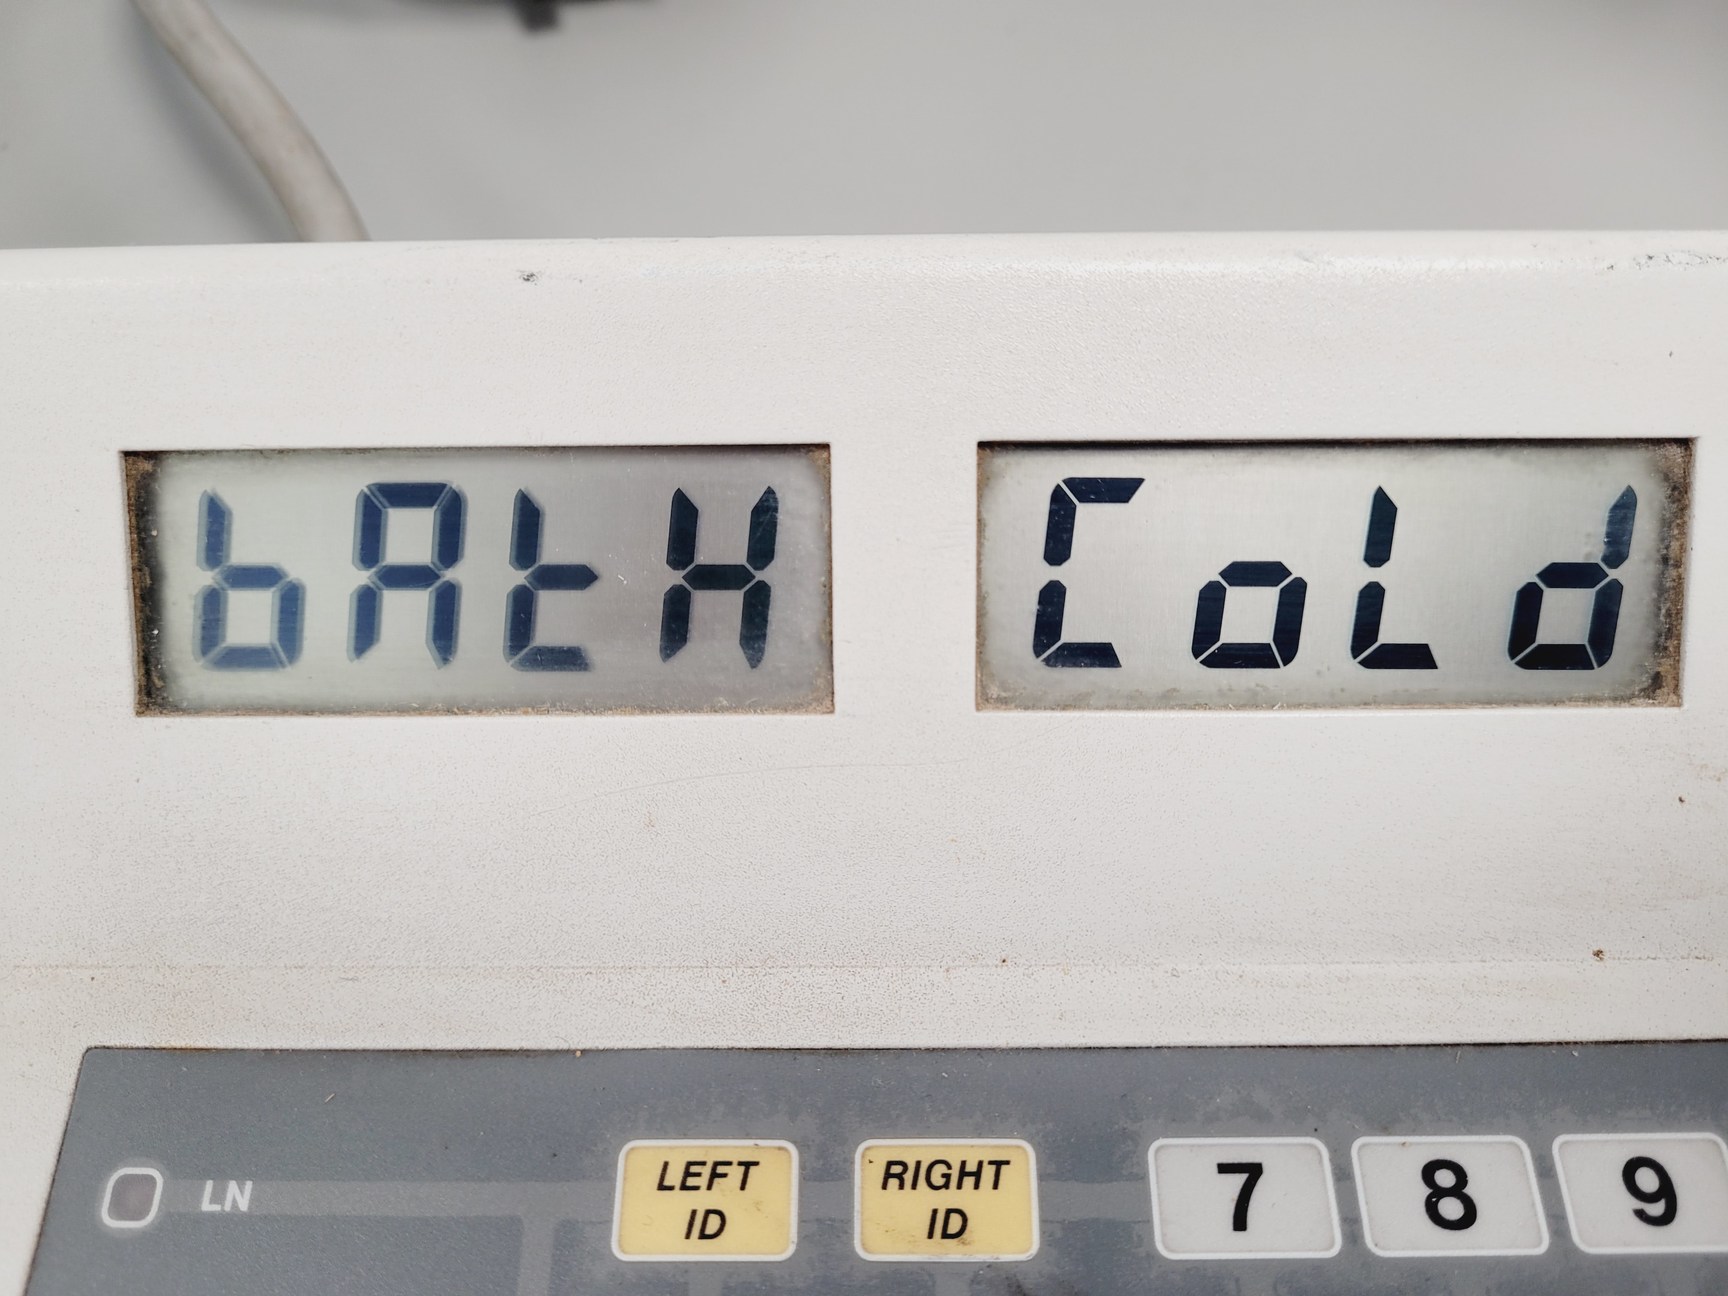 bAtH CoLd
LN
LEFT ID
RIGHT ID
7
8
9